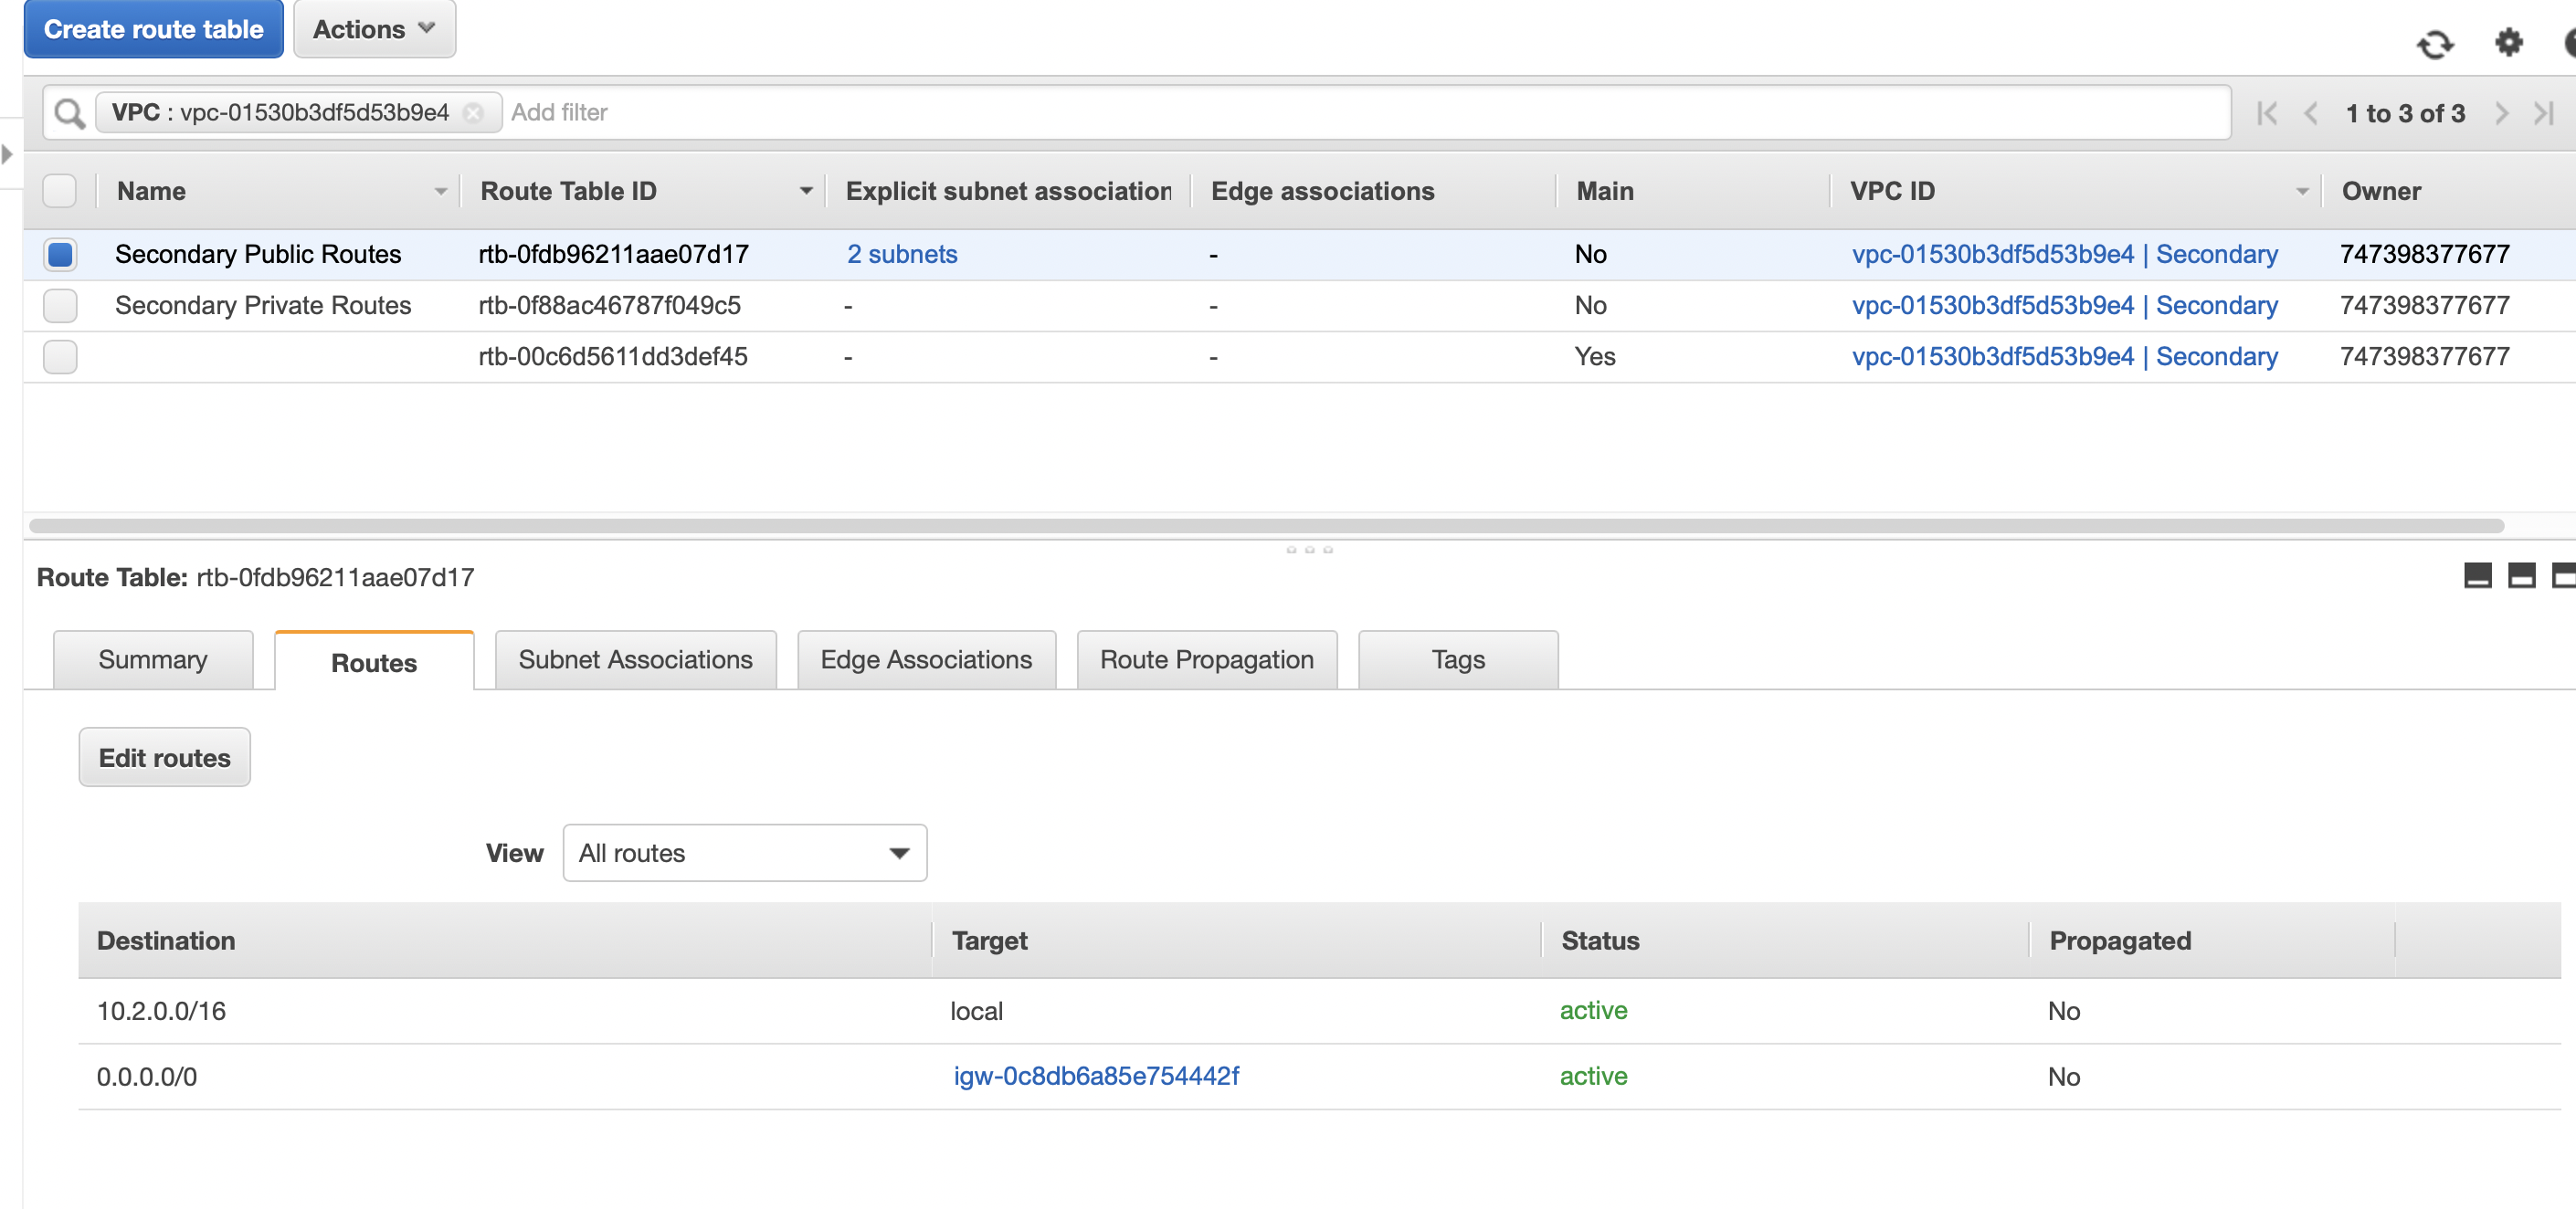 Create route table Actions
VPC : vpc-01530b3df5d53b9e4 Add filter 1 to 3 of 3
Name Route Table ID Explicit subnet association Edge associations Main VPC ID Owner
Secondary Public Routes rtb-0fdb96211aae07d17 2 subnets - No vpc-01530b3df5d53b9e4 | Secondary 747398377677
Secondary Private Routes rtb-0f88ac46787f049c5 - - No vpc-01530b3df5d53b9e4 | Secondary 747398377677
rtb-00c6d5611dd3def45 - - Yes vpc-01530b3df5d53b9e4 | Secondary 747398377677
Route Table: rtb-0fdb96211aae07d17
Summary Routes Subnet Associations Edge Associations Route Propagation Tags
Edit routes
View All routes
Destination Target Status Propagated
10.2.0.0/16 local active No
0.0.0.0/0 igw-0c8db6a85e754442f active No